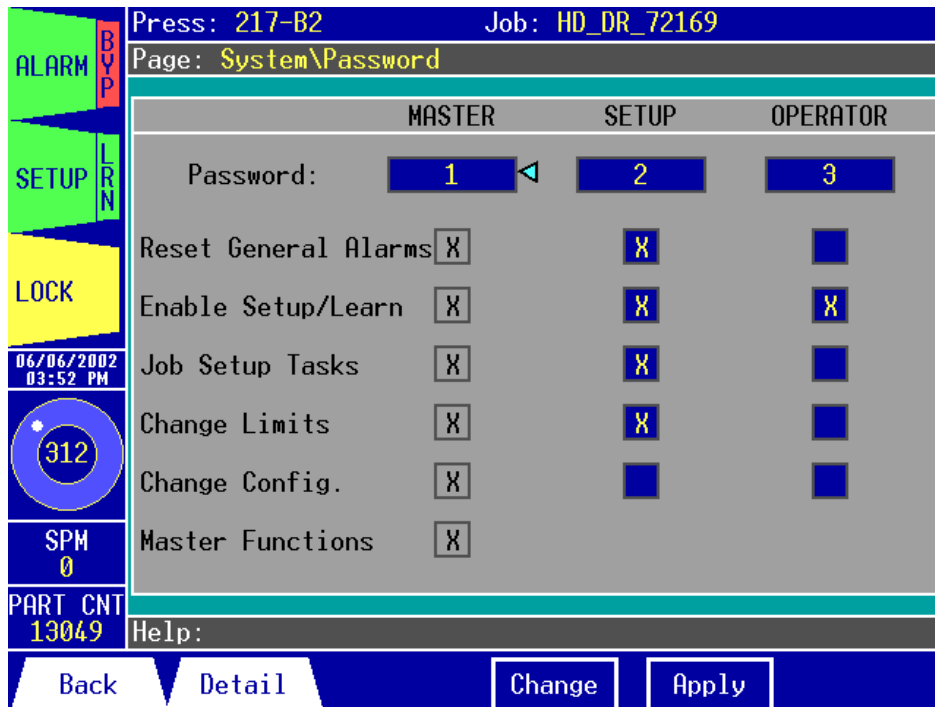 Press: 217-B2 Job: HD_DR_72169
Page: System\Password
ALARM
BYP
SETUP
LRN
LOCK
06/06/2002
03:52 PM
312
SPM
0
PART CNT
13049
MASTER SETUP OPERATOR
Password: 1 2 3
Reset General Alarms X X
Enable Setup/Learn X X X
Job Setup Tasks X X
Change Limits X X
Change Config. X
Master Functions X
Help:
Back Detail Change Apply